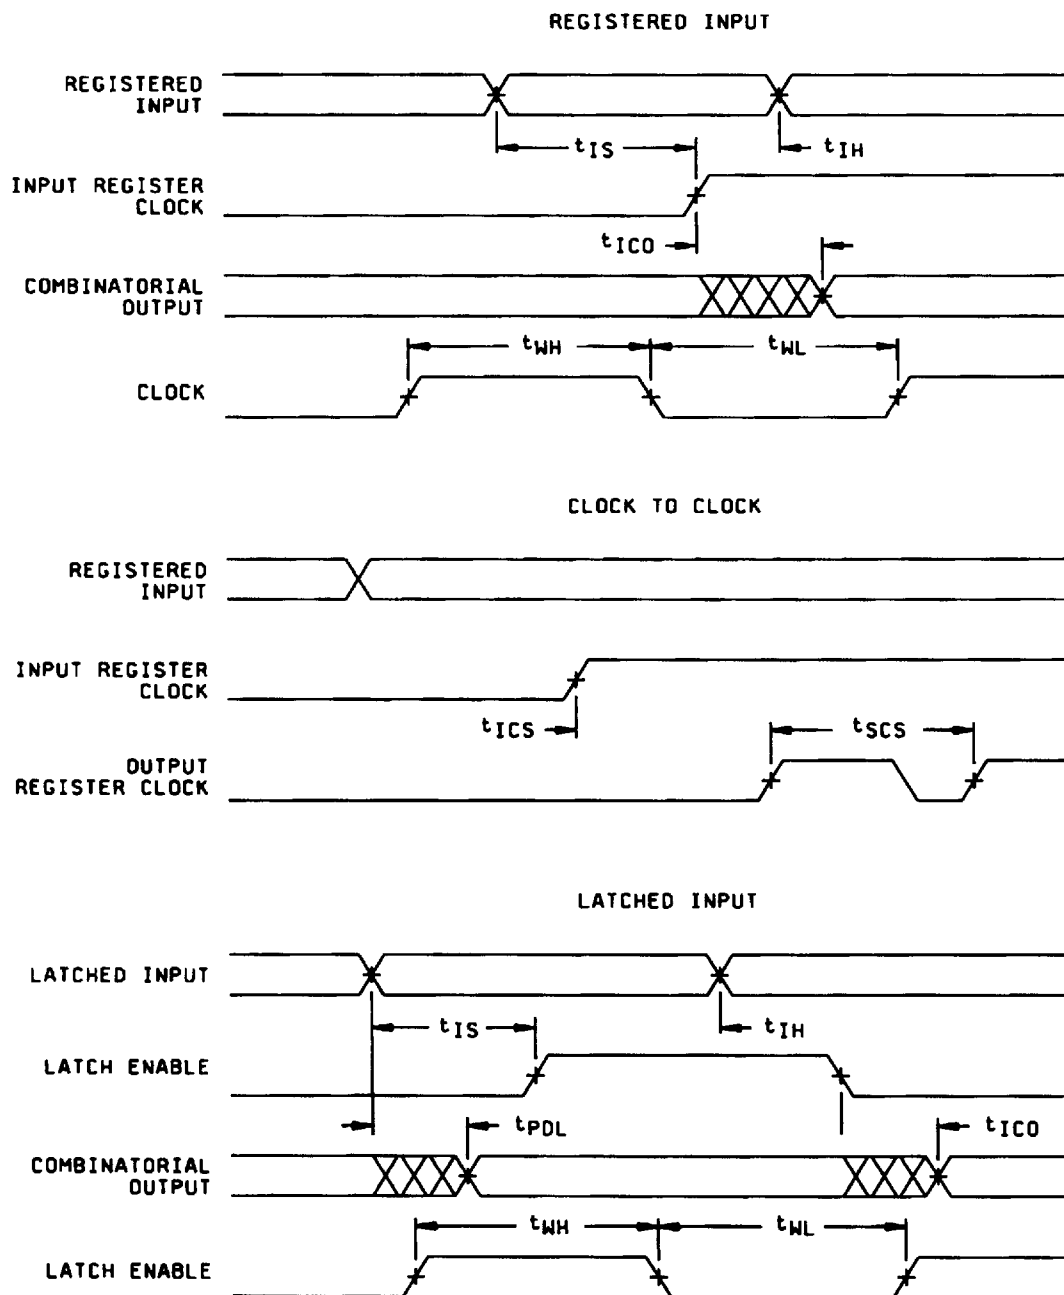 REGISTERED INPUT
REGISTERED
INPUT
tIS
tIH
INPUT REGISTER
CLOCK
tICO
COMBINATORIAL
OUTPUT
tWH
tWL
CLOCK
CLOCK TO CLOCK
REGISTERED
INPUT
INPUT REGISTER
CLOCK
tICS
tSCS
OUTPUT
REGISTER CLOCK
LATCHED INPUT
LATCHED INPUT
tIS
tIH
LATCH ENABLE
tPDL
tICO
COMBINATORIAL
OUTPUT
tWH
tWL
LATCH ENABLE